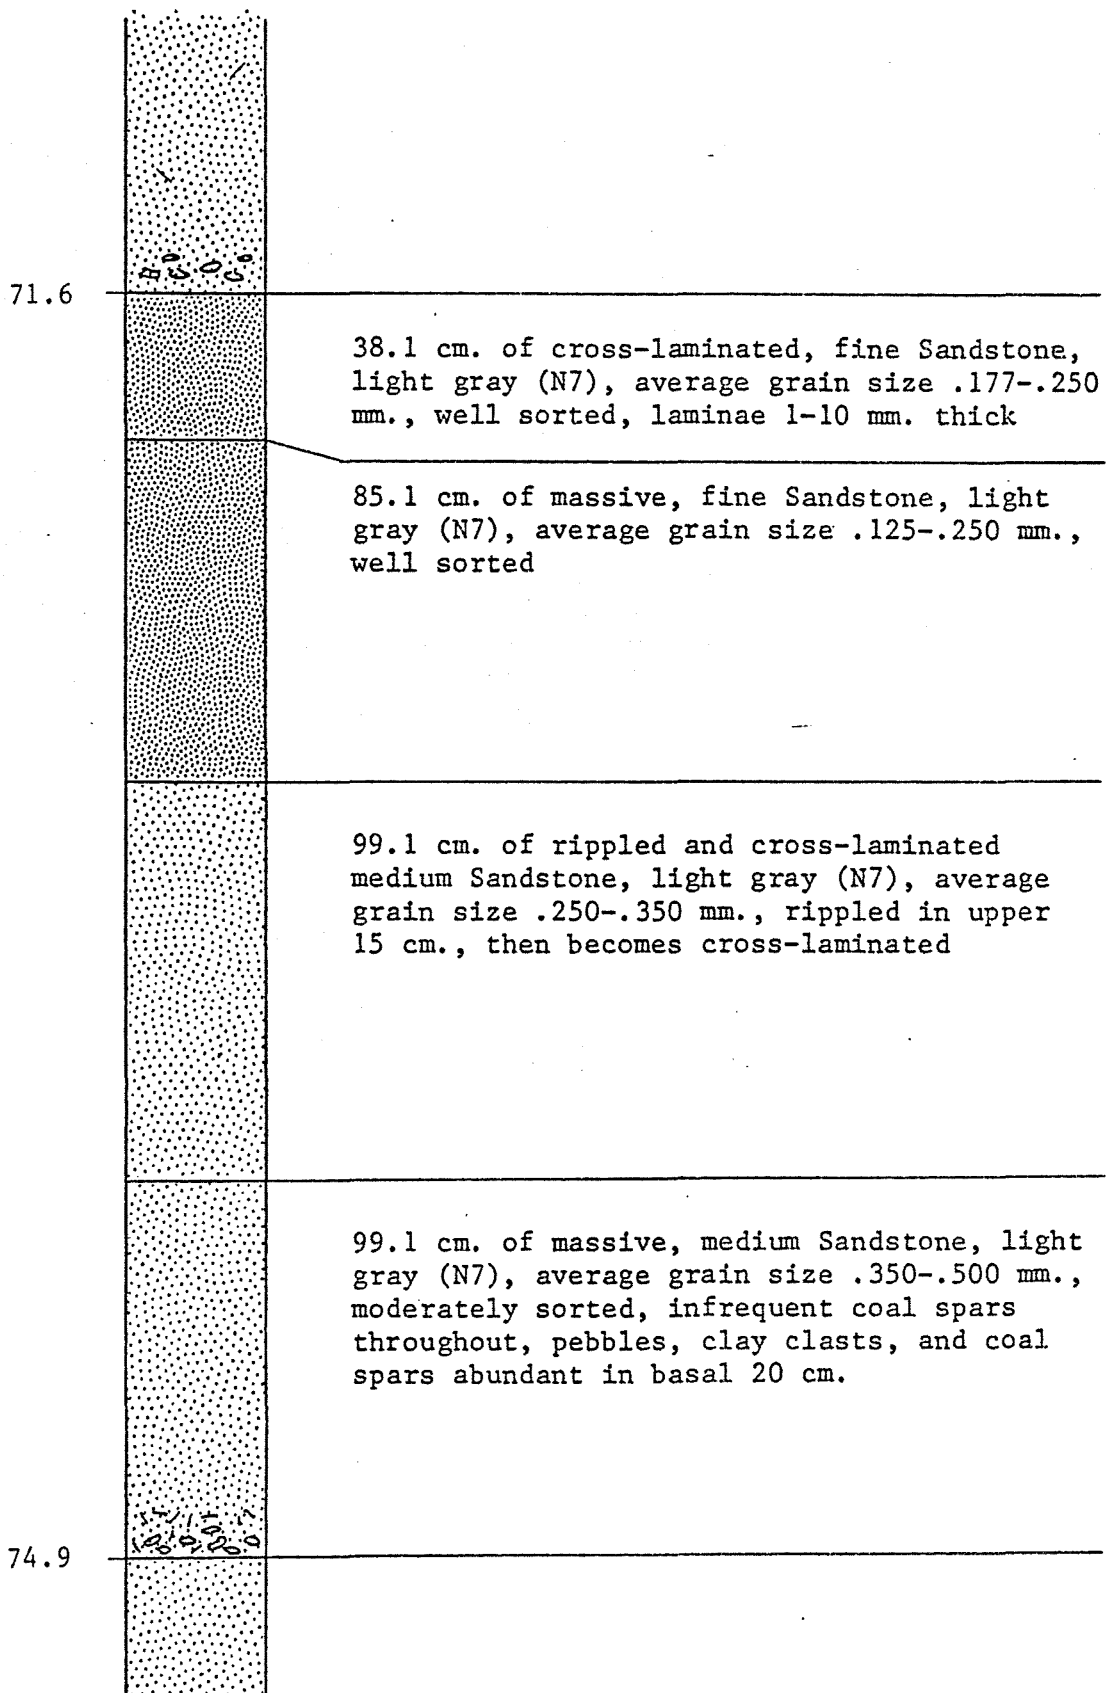 71.6
38.1 cm. of cross-laminated, fine Sandstone,
light gray (N7), average grain size .177-.250
mm., well sorted, laminae 1-10 mm. thick
85.1 cm. of massive, fine Sandstone, light
gray (N7), average grain size .125-.250 mm.,
well sorted
99.1 cm. of rippled and cross-laminated
medium Sandstone, light gray (N7), average
grain size .250-.350 mm., rippled in upper
15 cm., then becomes cross-laminated
99.1 cm. of massive, medium Sandstone, light
gray (N7), average grain size .350-.500 mm.,
moderately sorted, infrequent coal spars
throughout, pebbles, clay clasts, and coal
spars abundant in basal 20 cm.
74.9